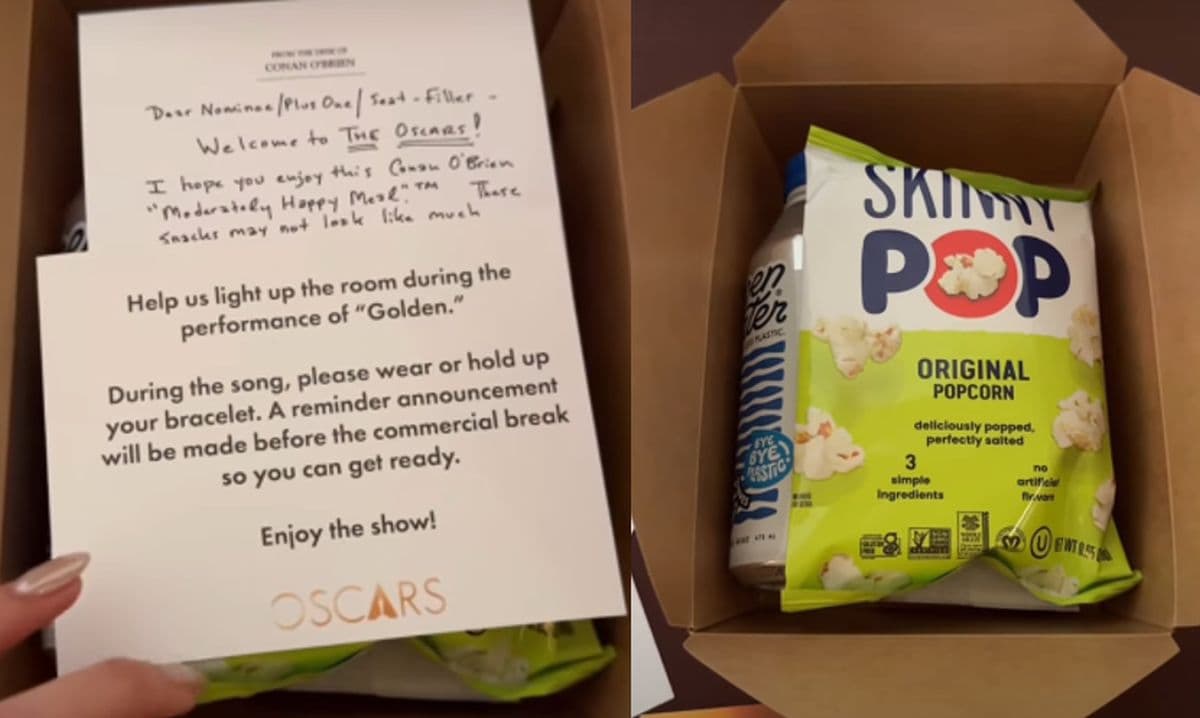 FROM THE DESK OF
CONAN O'BRIEN
Dear Nominee/Plus One/Seat-Filler -
Welcome to THE OSCARS!
I hope you enjoy this Conan O'Brien
"Moderately Happy Meal."™ These
snacks may not look like much
Help us light up the room during the
performance of "Golden."
During the song, please wear or hold up
your bracelet. A reminder announcement
will be made before the commercial break
so you can get ready.
Enjoy the show!
OSCARS
SKINNY
POP
ORIGINAL
POPCORN
deliciously popped,
perfectly salted
3
simple
ingredients
no
artificial
flavors
U
BYE
BYE
PLASTIC!
PLASTIC.